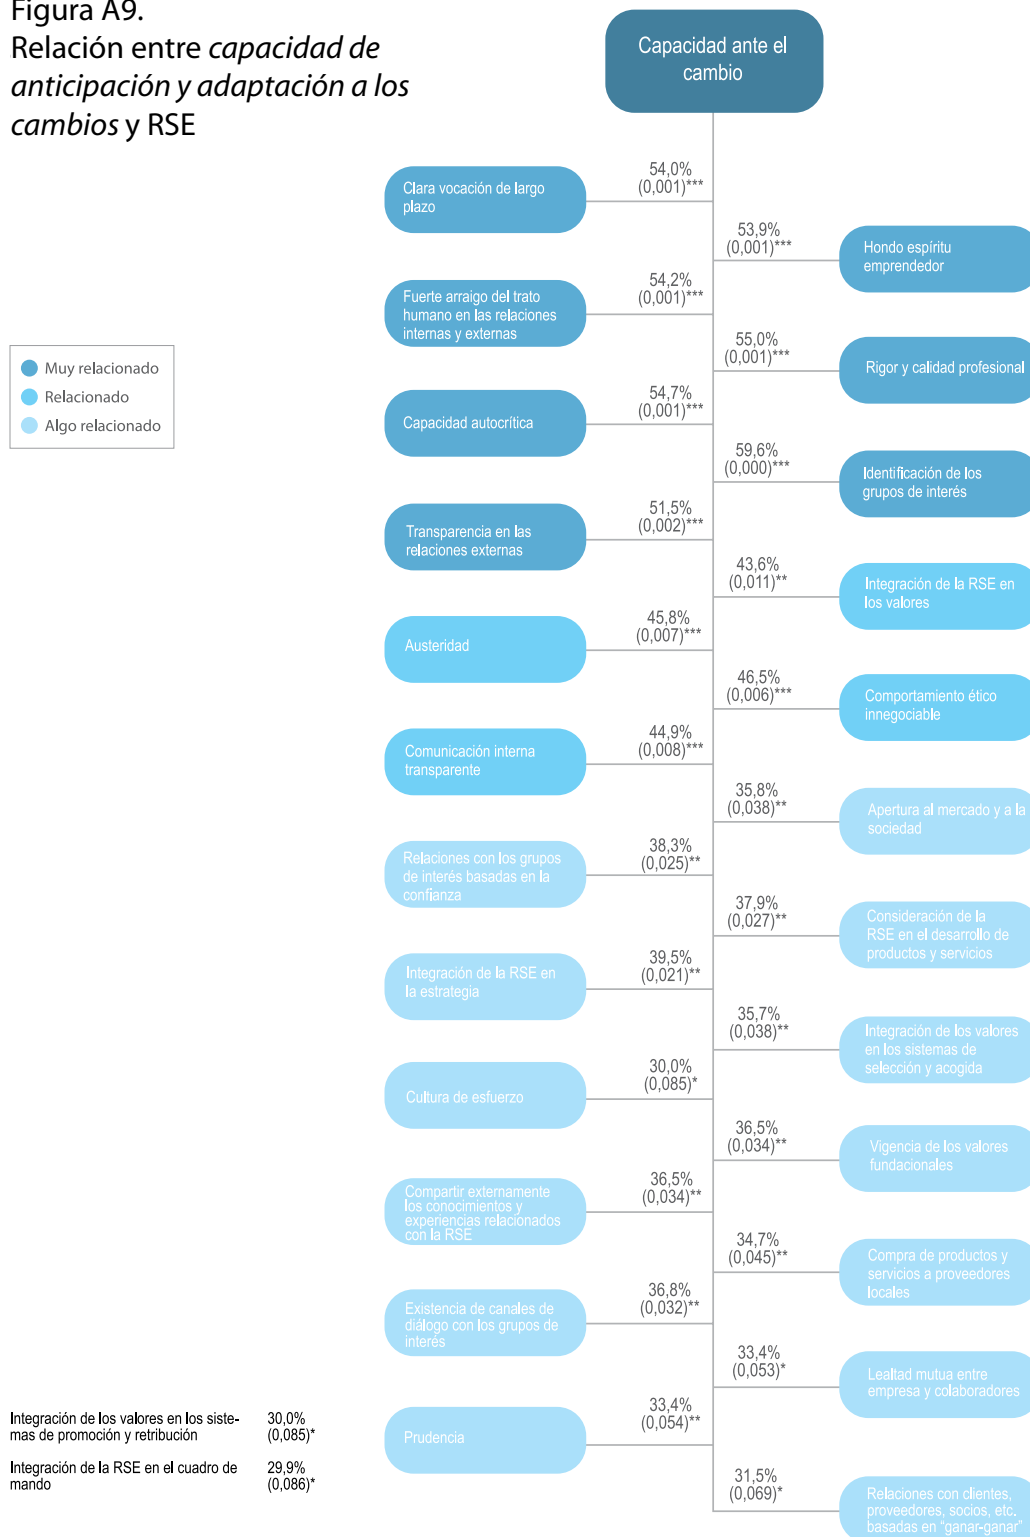 Figura A9.
Relación entre capacidad de
anticipación y adaptación a los
cambios y RSE
Capacidad ante el
cambio
Muy relacionado
Relacionado
Algo relacionado
Clara vocación de largo
plazo
54,0%
(0,001)***
53,9%
(0,001)***
Hondo espíritu
emprendedor
Fuerte arraigo del trato
humano en las relaciones
internas y externas
54,2%
(0,001)***
55,0%
(0,001)***
Rigor y calidad profesional
Capacidad autocrítica
54,7%
(0,001)***
59,6%
(0,000)***
Identificación de los
grupos de interés
Transparencia en las
relaciones externas
51,5%
(0,002)***
43,6%
(0,011)**
Integración de la RSE en
los valores
Austeridad
45,8%
(0,007)***
46,5%
(0,006)***
Comportamiento ético
innegociable
Comunicación interna
transparente
44,9%
(0,008)***
35,8%
(0,038)**
Apertura al mercado y a la
sociedad
Relaciones con los grupos
de interés basadas en la
confianza
38,3%
(0,025)**
37,9%
(0,027)**
Consideración de la
RSE en el desarrollo de
productos y servicios
Integración de la RSE en
la estrategia
39,5%
(0,021)**
35,7%
(0,038)**
Integración de los valores
en los sistemas de
selección y acogida
Cultura de esfuerzo
30,0%
(0,085)*
36,5%
(0,034)**
Vigencia de los valores
fundacionales
Compartir externamente
los conocimientos y
experiencias relacionados
con la RSE
36,5%
(0,034)**
34,7%
(0,045)**
Compra de productos y
servicios a proveedores
locales
Existencia de canales de
diálogo con los grupos de
interés
36,8%
(0,032)**
33,4%
(0,053)*
Lealtad mutua entre
empresa y colaboradores
Prudencia
33,4%
(0,054)**
31,5%
(0,069)*
Relaciones con clientes,
proveedores, socios, etc.
basadas en “ganar-ganar”
Integración de los valores en los siste-
mas de promoción y retribución
30,0%
(0,085)*
Integración de la RSE en el cuadro de
mando
29,9%
(0,086)*